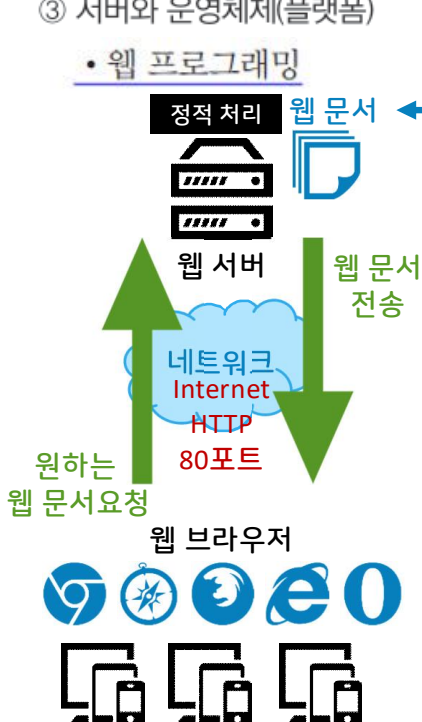 ③ 서버와 운영체제(플랫폼)
• 웹 프로그래밍
정적 처리
웹 문서
웹 서버
웹 문서
전송
네트워크
Internet
HTTP
80포트
원하는
웹 문서요청
웹 브라우저